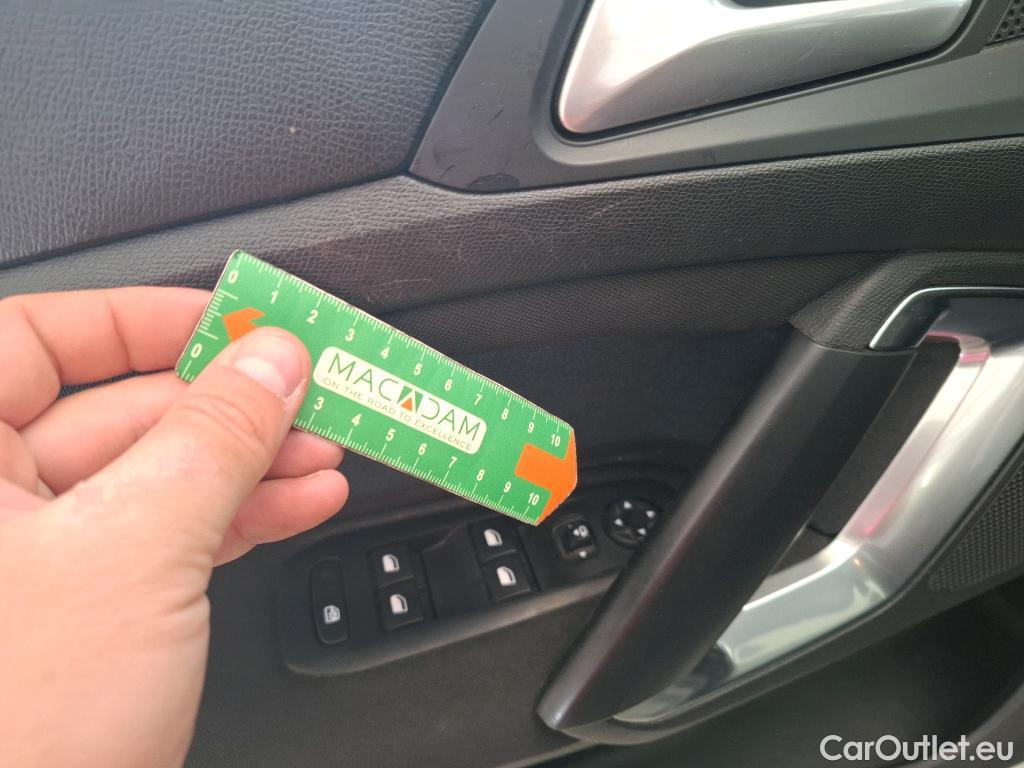 0 1 2 3 4 5 6 7 8 9 10
MACADAM
ON THE ROAD TO EXCELLENCE
0 3 4 5 6 7 8 9 10
CarOutlet.eu